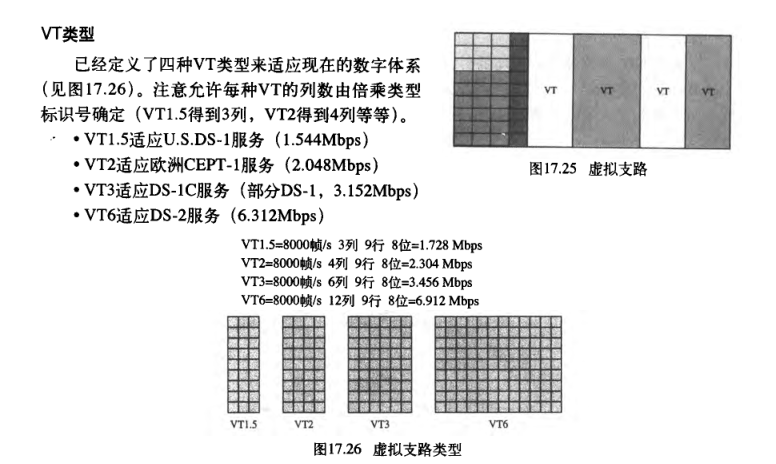 VT类型
已经定义了四种VT类型来适应现在的数字体系
(见图17.26)。注意允许每种VT的列数由倍乘类型
标识号确定(VT1.5得到3列,VT2得到4列等等)。
• VT1.5适应U.S.DS-1服务(1.544Mbps)
• VT2适应欧洲CEPT-1服务(2.048Mbps)
• VT3适应DS-1C服务(部分DS-1,3.152Mbps)
• VT6适应DS-2服务(6.312Mbps)
VT VT VT VT
图17.25 虚拟支路
VT1.5=8000帧/s 3列 9行 8位=1.728 Mbps
VT2=8000帧/s 4列 9行 8位=2.304 Mbps
VT3=8000帧/s 6列 9行 8位=3.456 Mbps
VT6=8000帧/s 12列 9行 8位=6.912 Mbps
VT1.5 VT2 VT3 VT6
图17.26 虚拟支路类型